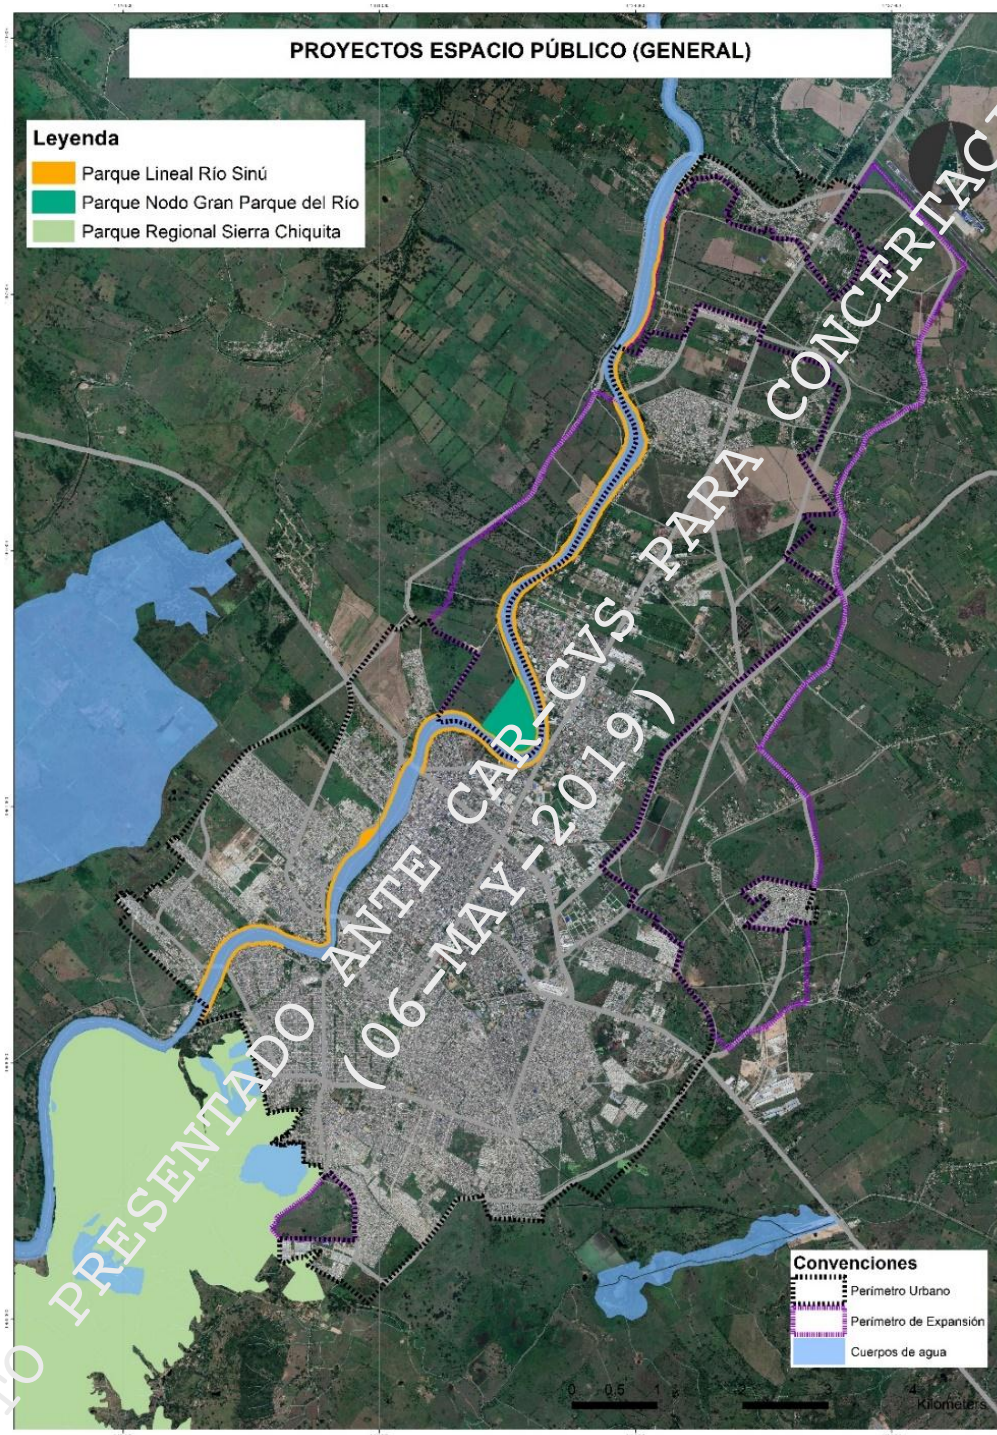 PROYECTOS ESPACIO PÚBLICO (GENERAL)
Leyenda
Parque Lineal Río Sinú
Parque Nodo Gran Parque del Río
Parque Regional Sierra Chiquita
PRESENTADO ANTE CAR-CVS PARA CONCERTACI
(06-MAY-2019)
Convenciones
Perímetro Urbano
Perímetro de Expansión
Cuerpos de agua
0 0,5 1 2 3 4
Kilometers